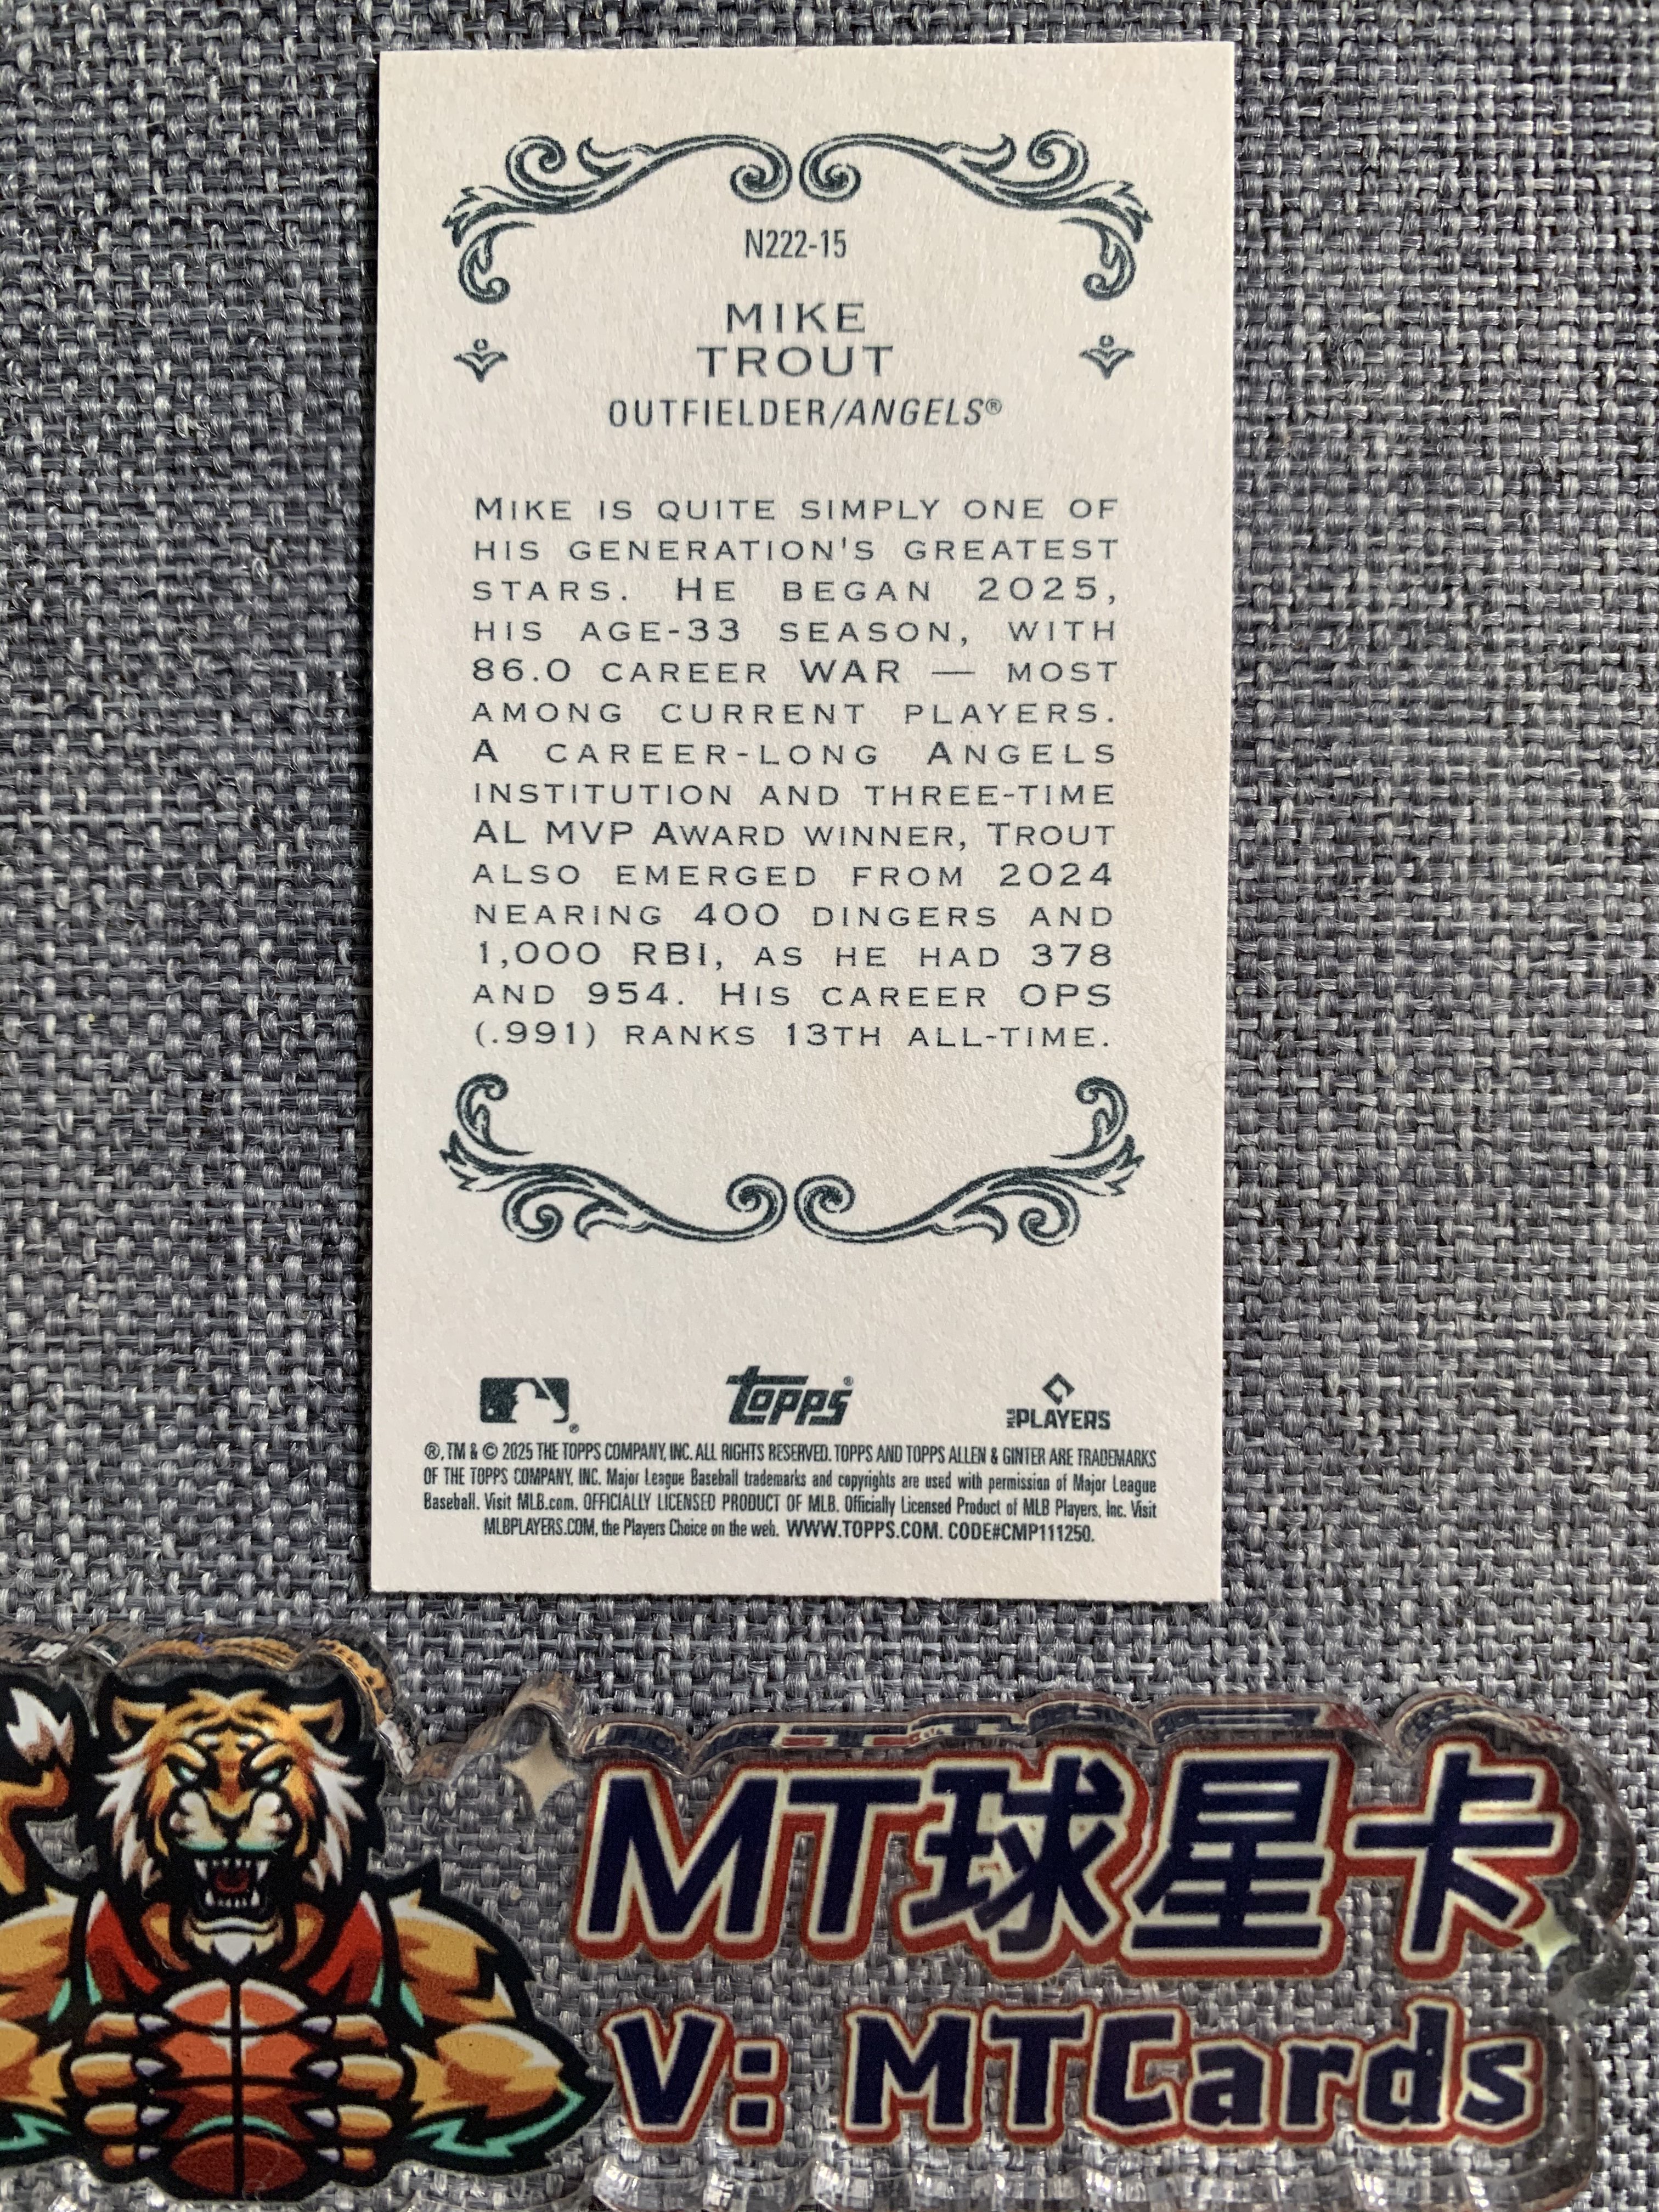 N222-15
MIKE
TROUT
OUTFIELDER/ANGELS®
MIKE IS QUITE SIMPLY ONE OF
HIS GENERATION'S GREATEST
STARS. HE BEGAN 2025,
HIS AGE-33 SEASON, WITH
86.0 CAREER WAR — MOST
AMONG CURRENT PLAYERS.
A CAREER-LONG ANGELS
INSTITUTION AND THREE-TIME
AL MVP AWARD WINNER, TROUT
ALSO EMERGED FROM 2024
NEARING 400 DINGERS AND
1,000 RBI, AS HE HAD 378
AND 954. HIS CAREER OPS
(.991) RANKS 13TH ALL-TIME.
® topps® MLB PLAYERS
®, TM & © 2025 THE TOPPS COMPANY, INC. ALL RIGHTS RESERVED. TOPPS AND TOPPS ALLEN & GINTER ARE TRADEMARKS
OF THE TOPPS COMPANY, INC. Major League Baseball trademarks and copyrights are used with permission of Major League
Baseball. Visit MLB.com. OFFICIALLY LICENSED PRODUCT OF MLB. Officially Licensed Product of MLB Players, Inc. Visit
MLBPLAYERS.COM, the Players Choice on the web. WWW.TOPPS.COM. CODE#CMP111250.
MT球星卡
V: MTCards